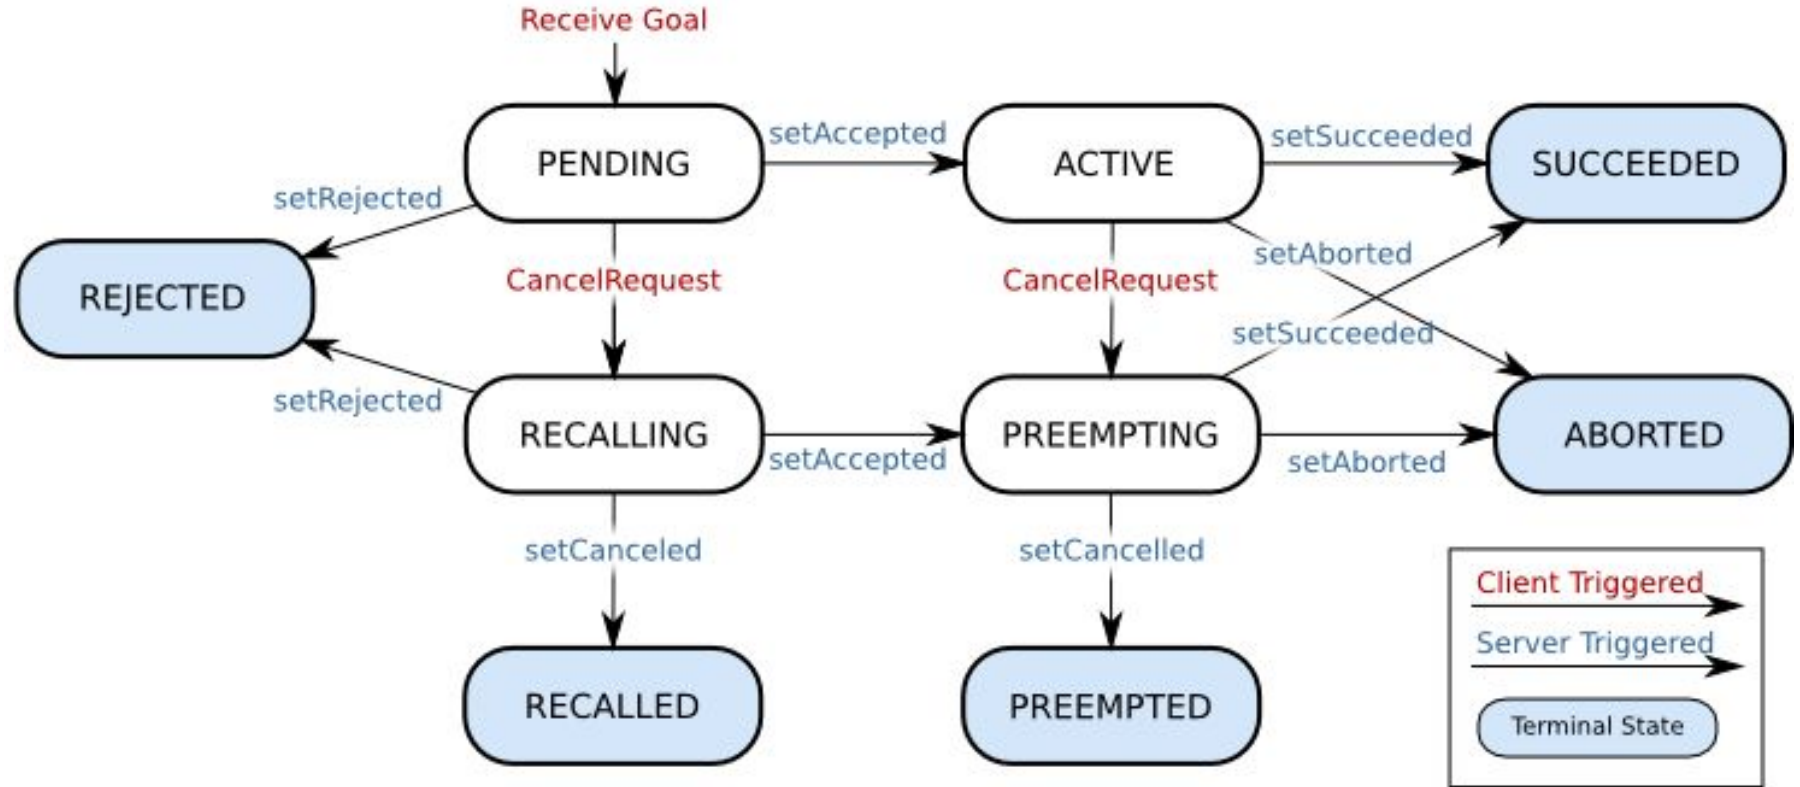 Receive Goal
PENDING
setAccepted
ACTIVE
setSucceeded
SUCCEEDED
setRejected
REJECTED
CancelRequest
CancelRequest
setAborted
setSucceeded
setRejected
RECALLING
setAccepted
PREEMPTING
setAborted
ABORTED
setCanceled
setCancelled
RECALLED
PREEMPTED
Client Triggered
Server Triggered
Terminal State